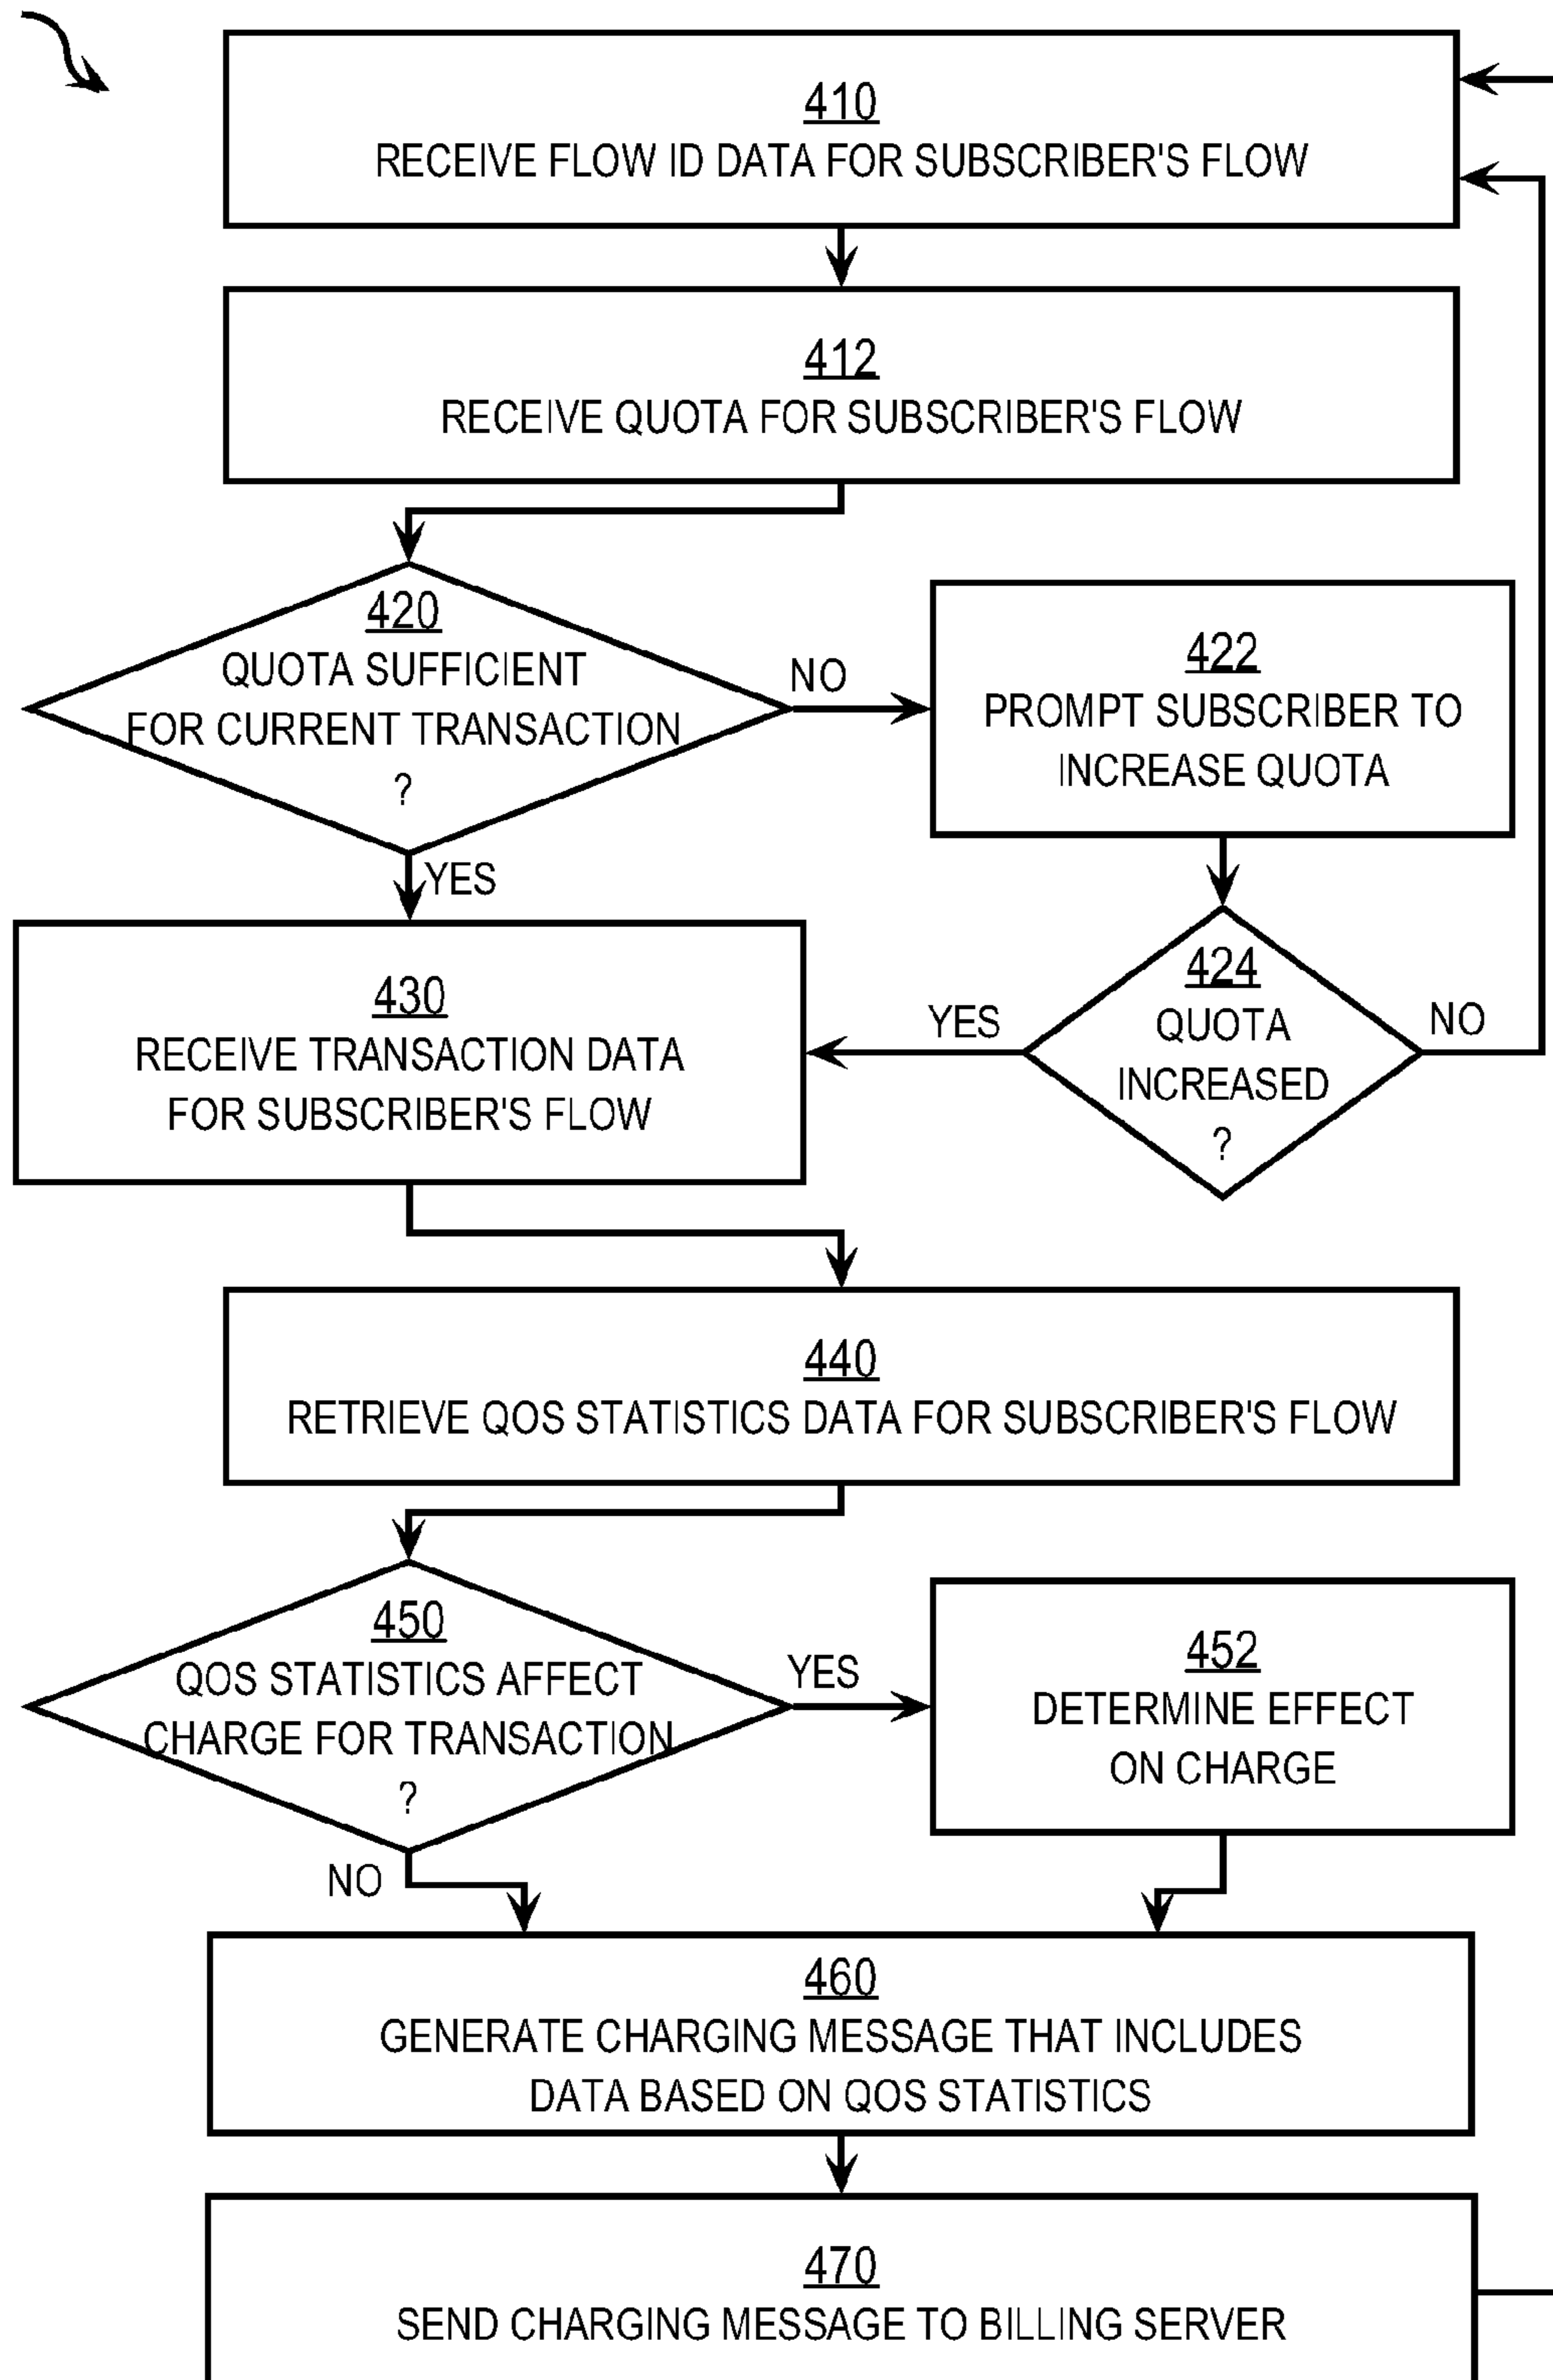 410
RECEIVE FLOW ID DATA FOR SUBSCRIBER'S FLOW
412
RECEIVE QUOTA FOR SUBSCRIBER'S FLOW
420
QUOTA SUFFICIENT
FOR CURRENT TRANSACTION
?
NO
YES
422
PROMPT SUBSCRIBER TO
INCREASE QUOTA
424
QUOTA
INCREASED
?
YES
NO
430
RECEIVE TRANSACTION DATA
FOR SUBSCRIBER'S FLOW
440
RETRIEVE QOS STATISTICS DATA FOR SUBSCRIBER'S FLOW
450
QOS STATISTICS AFFECT
CHARGE FOR TRANSACTION
?
YES
NO
452
DETERMINE EFFECT
ON CHARGE
460
GENERATE CHARGING MESSAGE THAT INCLUDES
DATA BASED ON QOS STATISTICS
470
SEND CHARGING MESSAGE TO BILLING SERVER